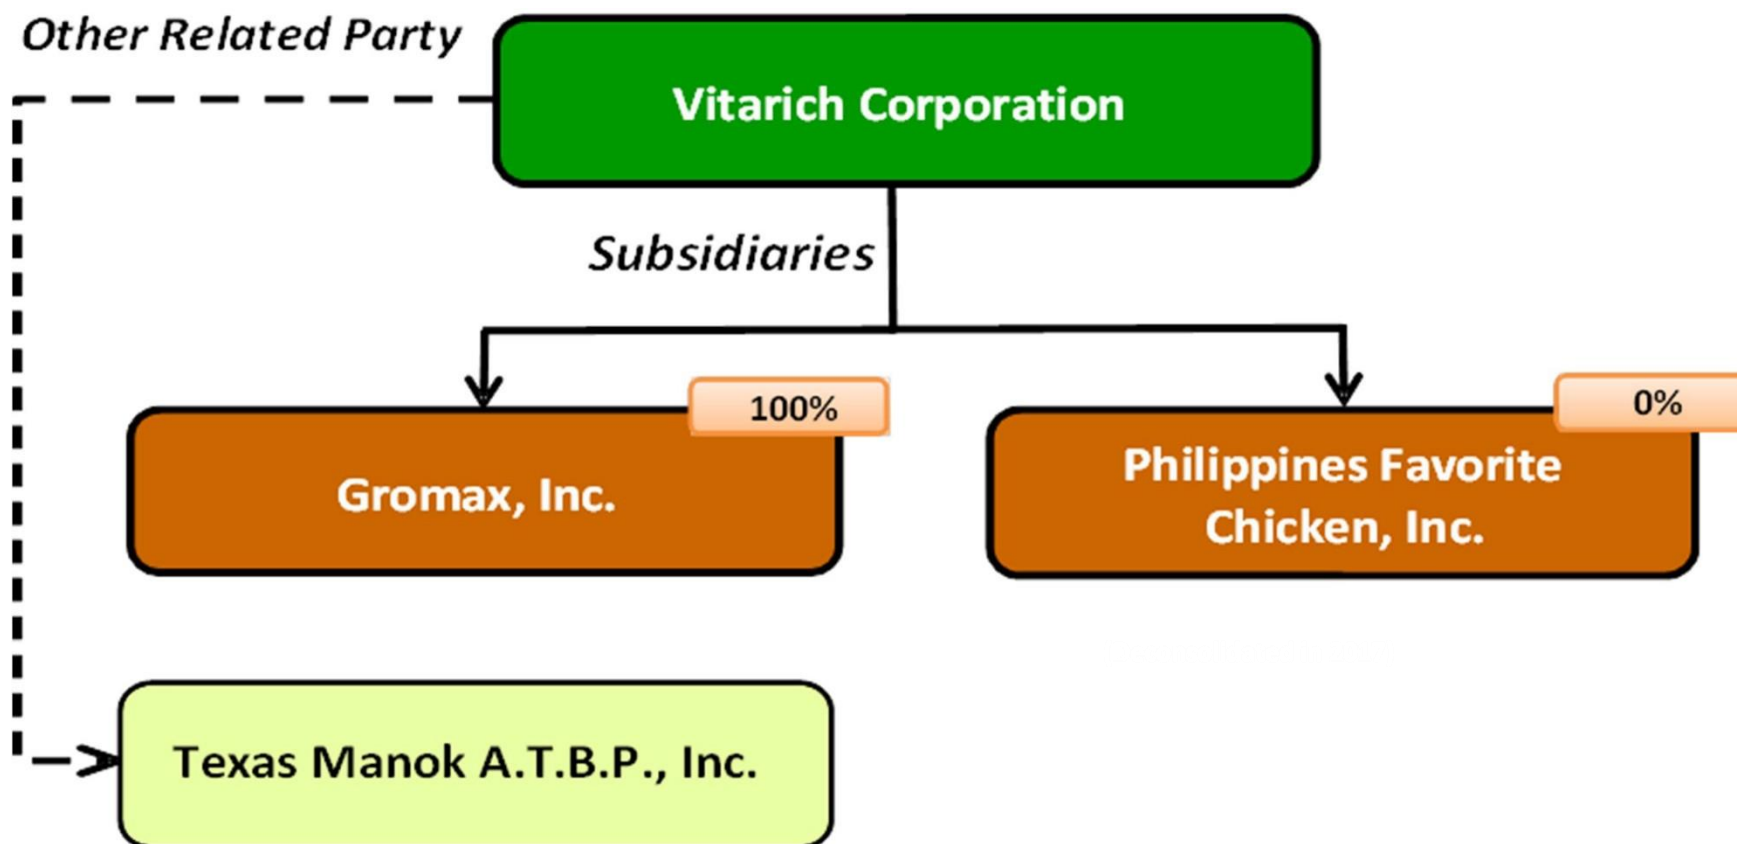 Other Related Party
Vitarich Corporation
Subsidiaries
100%
0%
Gromax, Inc.
Philippines Favorite
Chicken, Inc.
Texas Manok A.T.B.P., Inc.